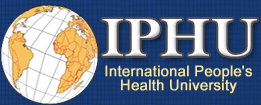 IPHU
International People's
Health University